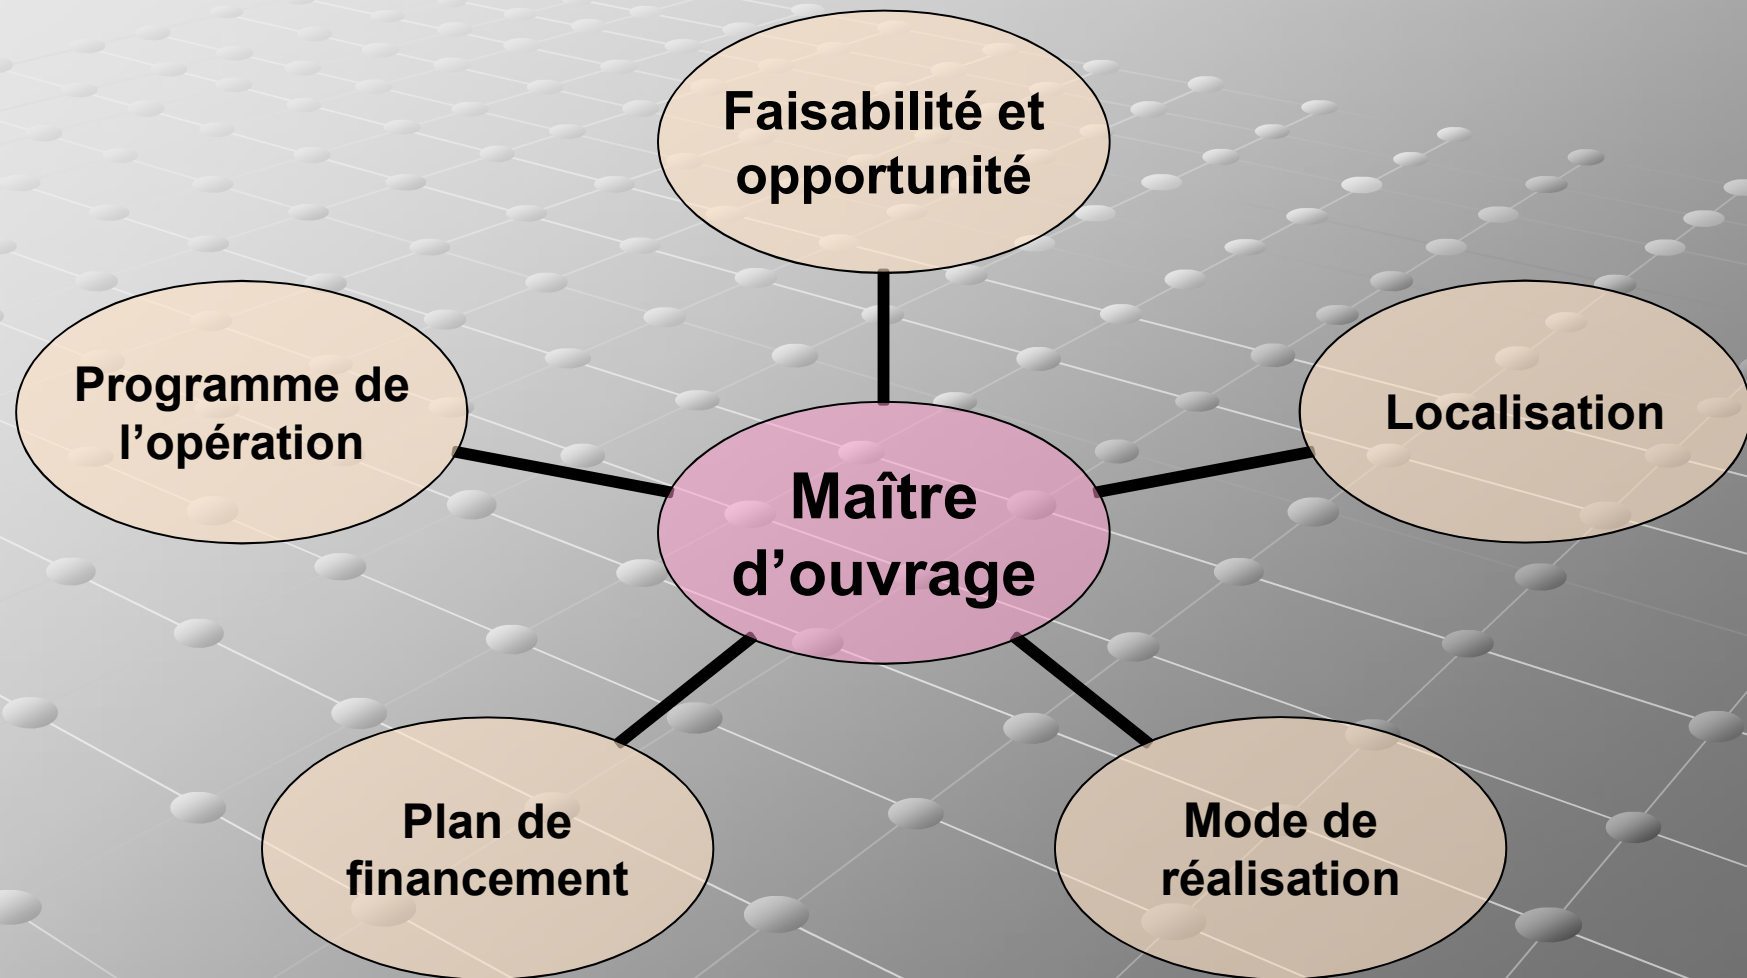 Faisabilité et
opportunité
Programme de
l’opération
Localisation
Maître
d’ouvrage
Plan de
financement
Mode de
réalisation